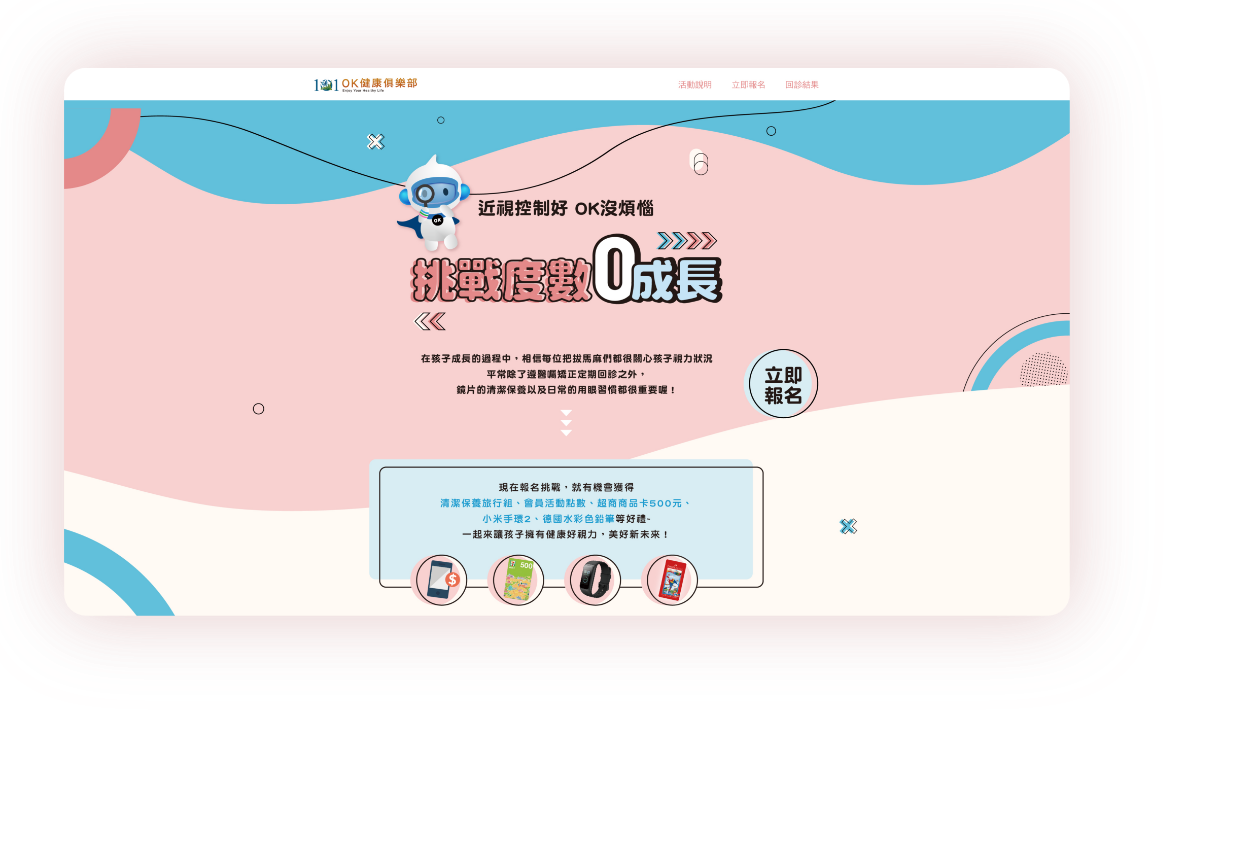 101 OK健康俱樂部
Enjoy Your Healthy Life
活動說明
立即報名
回診結果
近視控制好 OK沒煩惱
OK
挑戰度數0成長
在孩子成長的過程中，相信每位把拔馬麻們都很關心孩子視力狀況
平常除了遵醫囑矯正定期回診之外，
鏡片的清潔保養以及日常的用眼習慣都很重要喔！
立即
報名
現在報名挑戰，就有機會獲得
清潔保養旅行組、會員活動點數、超商商品卡500元、
小米手環2、德國水彩色鉛筆等好禮~
一起來讓孩子擁有健康好視力，美好新未來！
$
500